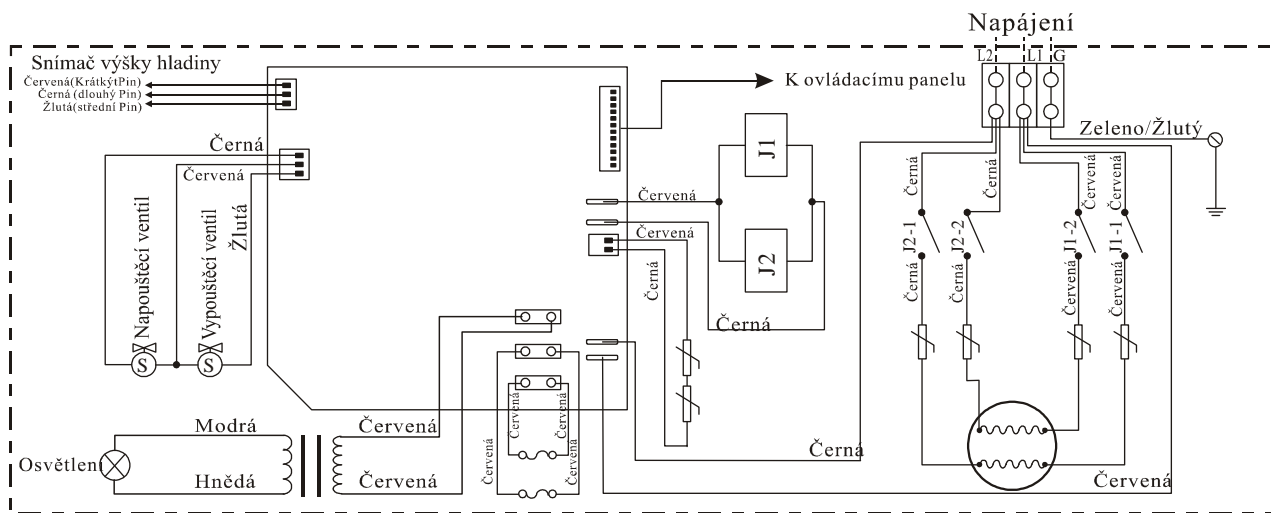 Napájení
L2 L1 G
Snímač výšky hladiny
Červená(KrátkýtPin)
Černá (dlouhý Pin)
Žlutá(střední Pin)
K ovládacímu panelu
Zeleno/Žlutý
Černá
Červená
Žlutá
Napouštěcí ventil
Vypouštěcí ventil
S
S
Červená
J1
J2
Červená
Černá
Černá
Černá
Černá
Červená
Červená
J2-1
J2-2
J1-2
J1-1
Černá
Černá
Červená
Červená
Červená
Červená
Červená
Červená
Modrá
Červená
Osvětlení
Hnědá
Červená
Černá
Červená